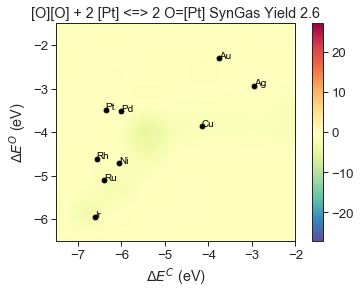 [O][O] + 2 [Pt] <=> 2 O=[Pt] SynGas Yield 2.6
−2
−3
−4
−5
−6
ΔE^O (eV)
Au
Ag
Pt
Pd
Cu
Rh
Ni
Ru
Ir
−7
−6
−5
−4
−3
−2
ΔE^C (eV)
20
10
0
−10
−20